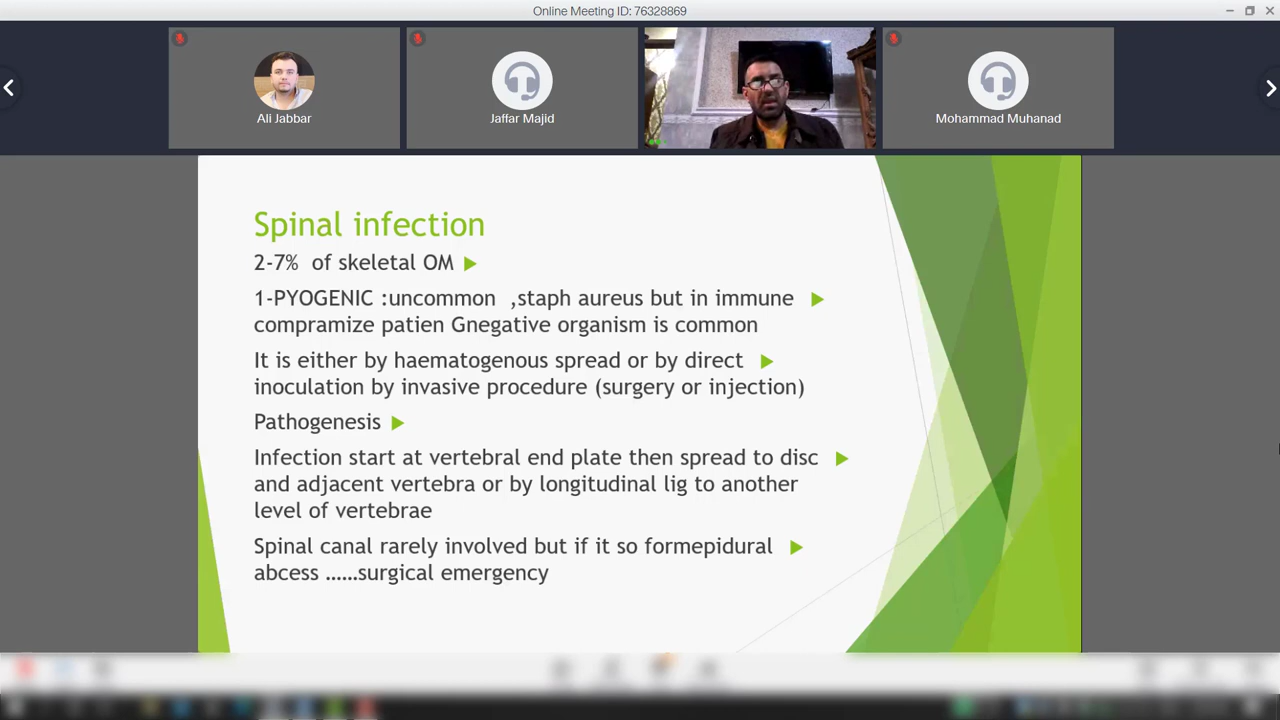 Online Meeting ID: 76328869
Ali Jabbar
Jaffar Majid
Mohammad Muhanad
Spinal infection
2-7% of skeletal OM
1-PYOGENIC :uncommon ,staph aureus but in immune
compramize patien Gnegative organism is common
It is either by haematogenous spread or by direct
inoculation by invasive procedure (surgery or injection)
Pathogenesis
Infection start at vertebral end plate then spread to disc
and adjacent vertebra or by longitudinal lig to another
level of vertebrae
Spinal canal rarely involved but if it so formepidural
abcess ……surgical emergency